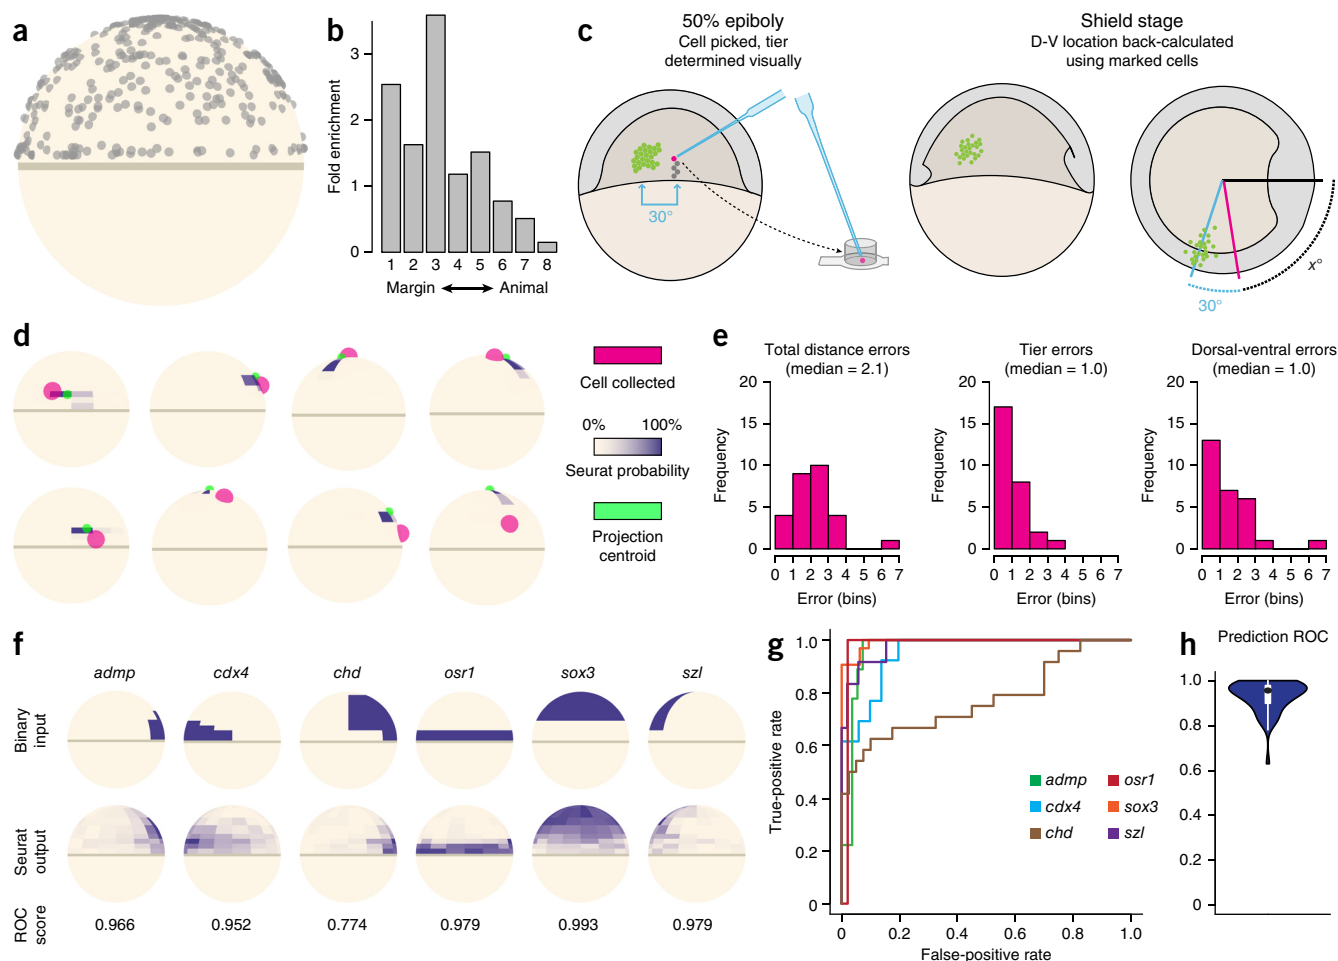 a
b
Fold enrichment
3
2
1
0
1 2 3 4 5 6 7 8
Margin Animal
c
50% epiboly
Cell picked, tier
determined visually
30°
Shield stage
D-V location back-calculated
using marked cells
x°
30°
d
Cell collected
0% 100%
Seurat probability
Projection
centroid
e
Total distance errors
(median = 2.1)
Frequency
20
15
10
5
0
0 1 2 3 4 5 6 7
Error (bins)
Tier errors
(median = 1.0)
Frequency
20
15
10
5
0
0 1 2 3 4 5 6 7
Error (bins)
Dorsal-ventral errors
(median = 1.0)
Frequency
20
15
10
5
0
0 1 2 3 4 5 6 7
Error (bins)
f
admp cdx4 chd osr1 sox3 szl
Binary
input
Seurat
output
ROC
score
0.966 0.952 0.774 0.979 0.993 0.979
g
True-positive rate
1.0
0.8
0.6
0.4
0.2
0
0 0.2 0.4 0.6 0.8 1.0
False-positive rate
admp
cdx4
chd
osr1
sox3
szl
h
Prediction ROC
1.0
0.8
0.6
0.4
0.2
0